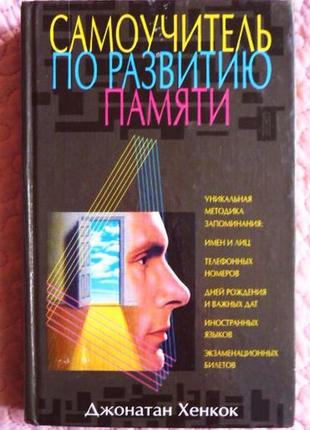 САМОУЧИТЕЛЬ
ПО РАЗВИТИЮ
ПАМЯТИ
УНИКАЛЬНАЯ
МЕТОДИКА
ЗАПОМИНАНИЯ:
ИМЕН И ЛИЦ
ТЕЛЕФОННЫХ
НОМЕРОВ
ДНЕЙ РОЖДЕНИЯ
И ВАЖНЫХ ДАТ
ИНОСТРАННЫХ
ЯЗЫКОВ
ЭКЗАМЕНАЦИОННЫХ
БИЛЕТОВ
Джонатан Хенкок